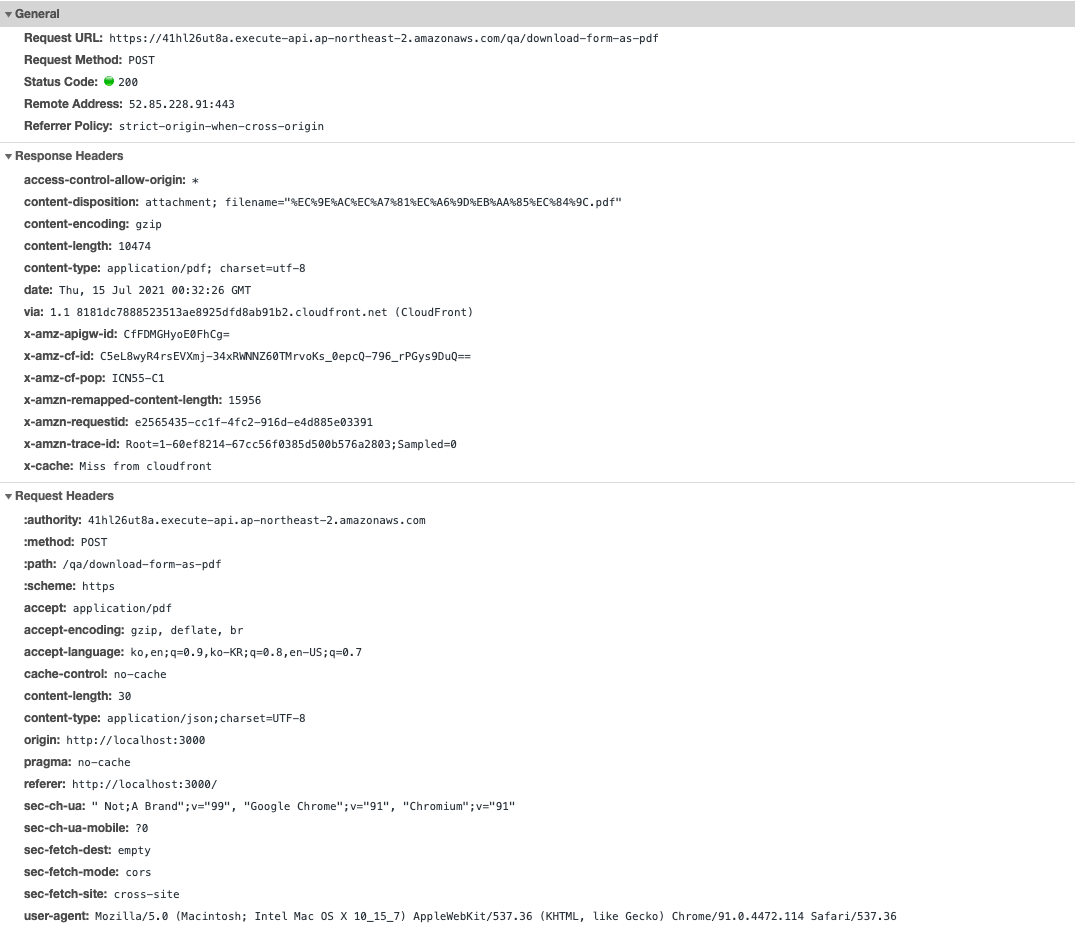 General
Request URL: https://41hl26ut8a.execute-api.ap-northeast-2.amazonaws.com/qa/download-form-as-pdf
Request Method: POST
Status Code: 200
Remote Address: 52.85.228.91:443
Referrer Policy: strict-origin-when-cross-origin
Response Headers
access-control-allow-origin: *
content-disposition: attachment; filename="%EC%9E%AC%EC%A7%81%EC%A6%9D%EB%AA%85%EC%84%9C.pdf"
content-encoding: gzip
content-length: 10474
content-type: application/pdf; charset=utf-8
date: Thu, 15 Jul 2021 00:32:26 GMT
via: 1.1 8181dc7888523513ae8925dfd8ab91b2.cloudfront.net (CloudFront)
x-amz-apigw-id: CfFDMGHyoE0FhCg=
x-amz-cf-id: C5eL8wyR4rsEVXmj-34xRWNNZ60TMrvoKs_0epcQ-796_rPGys9DuQ==
x-amz-cf-pop: ICN55-C1
x-amzn-remapped-content-length: 15956
x-amzn-requestid: e2565435-cc1f-4fc2-916d-e4d885e03391
x-amzn-trace-id: Root=1-60ef8214-67cc56f0385d500b576a2803;Sampled=0
x-cache: Miss from cloudfront
Request Headers
:authority: 41hl26ut8a.execute-api.ap-northeast-2.amazonaws.com
:method: POST
:path: /qa/download-form-as-pdf
:scheme: https
accept: application/pdf
accept-encoding: gzip, deflate, br
accept-language: ko,en;q=0.9,ko-KR;q=0.8,en-US;q=0.7
cache-control: no-cache
content-length: 30
content-type: application/json;charset=UTF-8
origin: http://localhost:3000
pragma: no-cache
referer: http://localhost:3000/
sec-ch-ua: " Not;A Brand";v="99", "Google Chrome";v="91", "Chromium";v="91"
sec-ch-ua-mobile: ?0
sec-fetch-dest: empty
sec-fetch-mode: cors
sec-fetch-site: cross-site
user-agent: Mozilla/5.0 (Macintosh; Intel Mac OS X 10_15_7) AppleWebKit/537.36 (KHTML, like Gecko) Chrome/91.0.4472.114 Safari/537.36